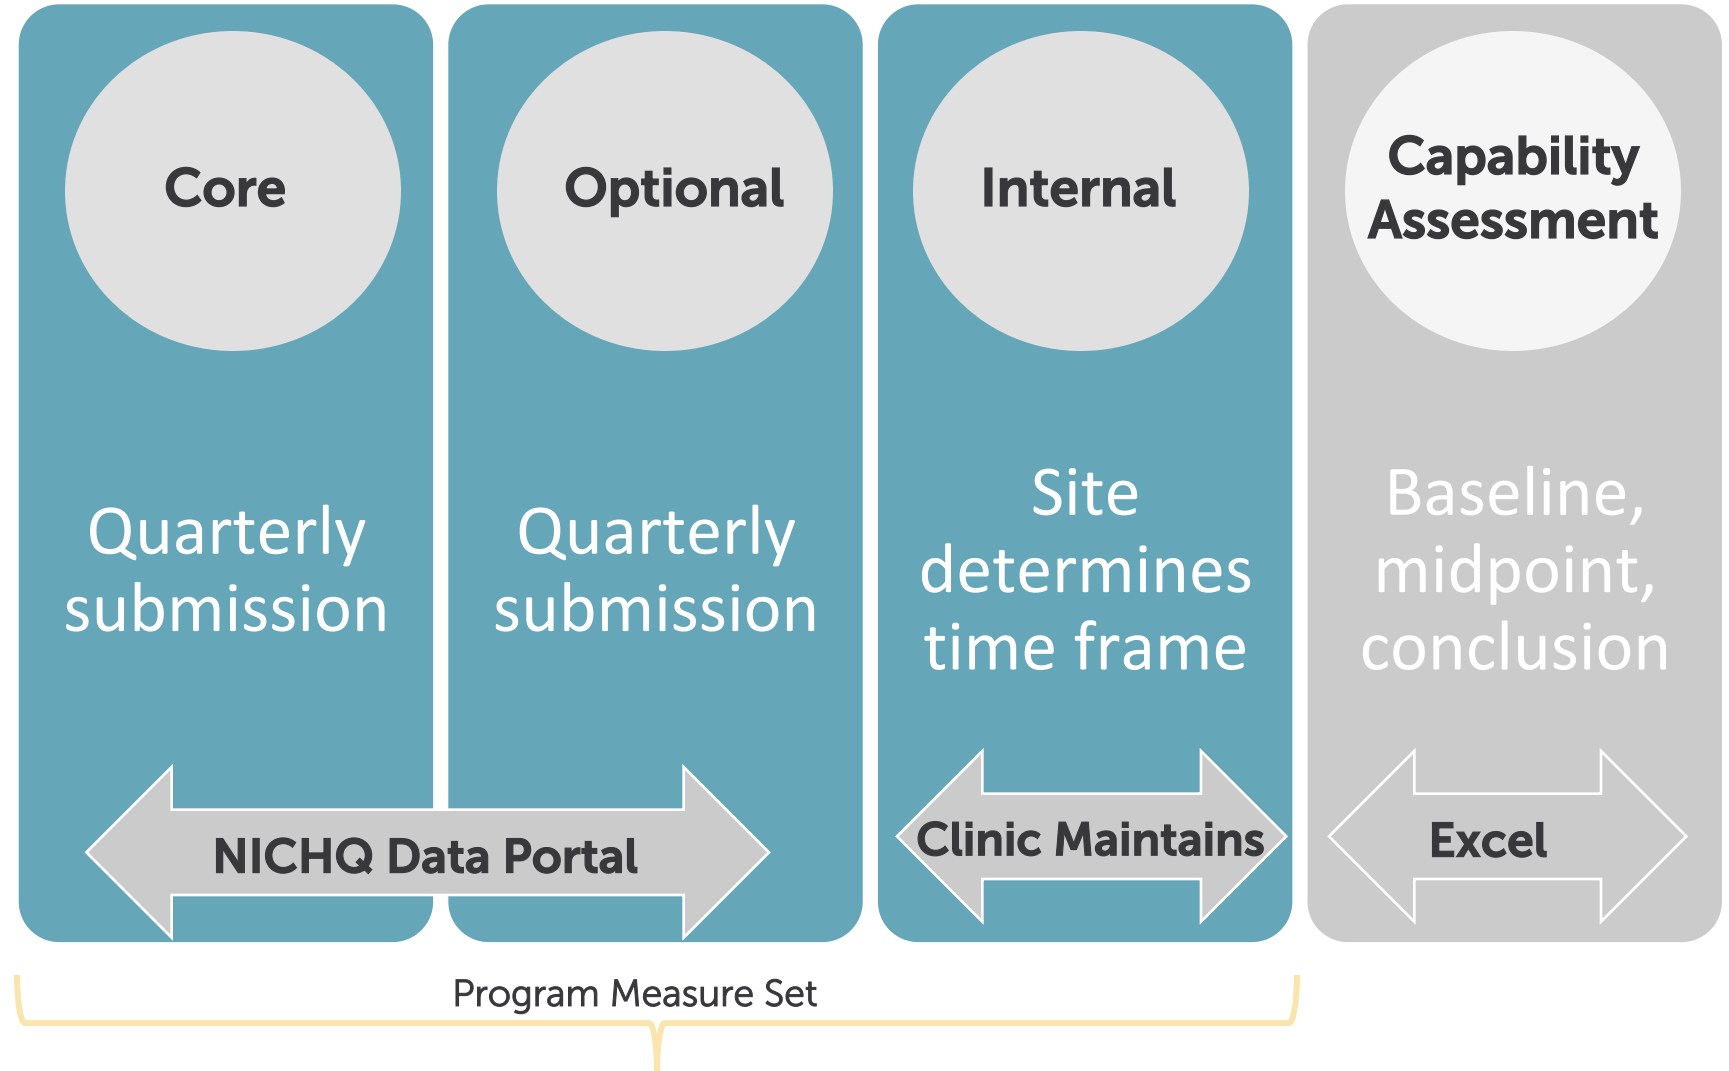 Core
Quarterly
submission
Optional
Quarterly
submission
NICHQ Data Portal
Internal
Site
determines
time frame
Clinic Maintains
Capability
Assessment
Baseline,
midpoint,
conclusion
Excel
Program Measure Set